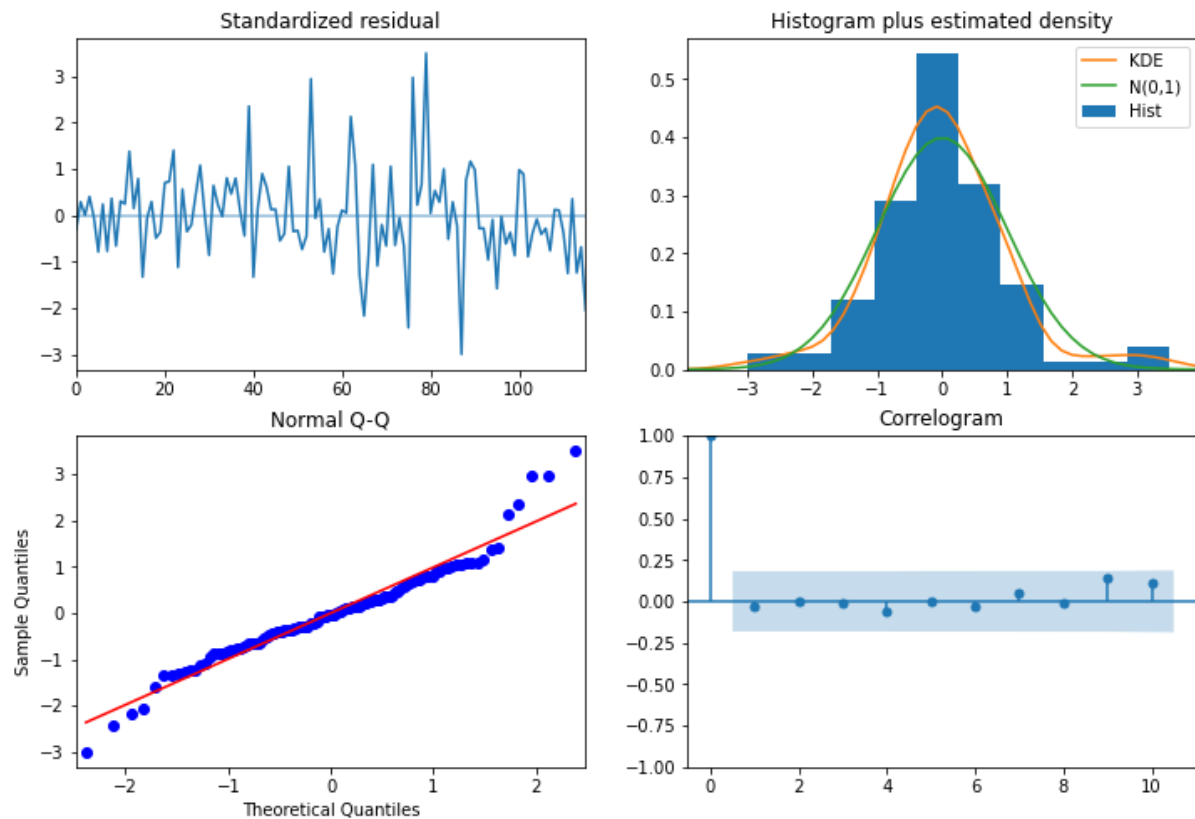 Standardized residual
3
2
1
0
−1
−2
−3
0 20 40 60 80 100
Histogram plus estimated density
KDE
N(0,1)
Hist
0.5
0.4
0.3
0.2
0.1
0.0
−3 −2 −1 0 1 2 3
Normal Q-Q
Sample Quantiles
3
2
1
0
−1
−2
−3
−2 −1 0 1 2
Theoretical Quantiles
Correlogram
1.00
0.75
0.50
0.25
0.00
−0.25
−0.50
−0.75
−1.00
0 2 4 6 8 10